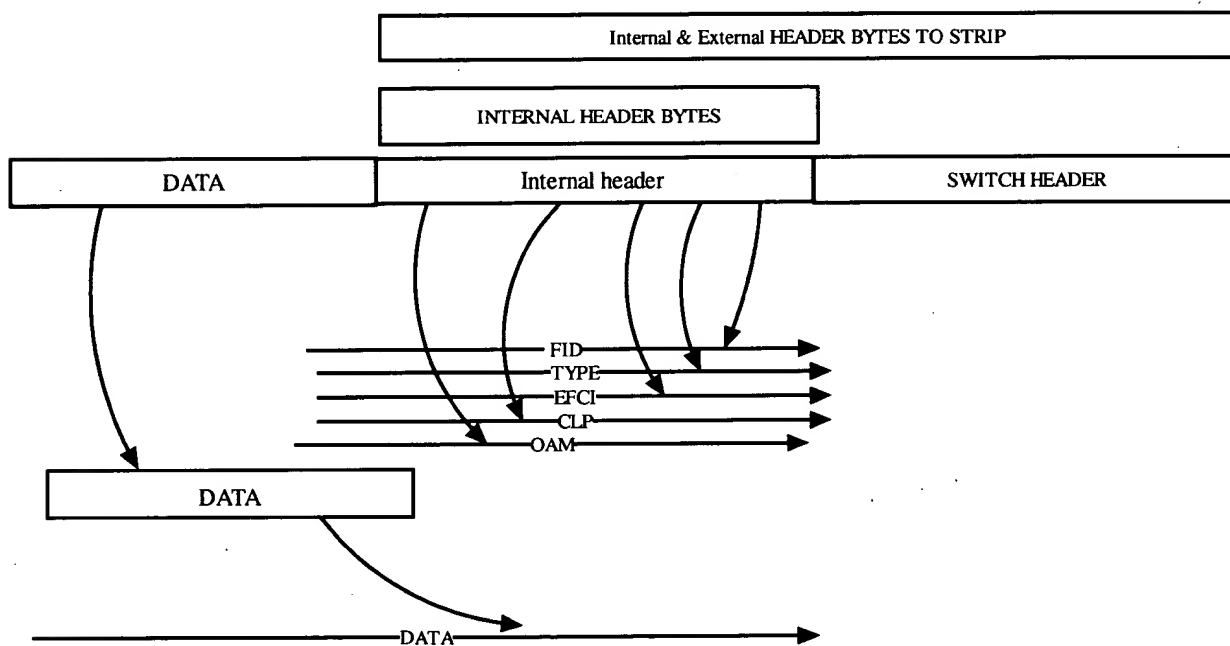 Internal & External HEADER BYTES TO STRIP
INTERNAL HEADER BYTES
DATA
Internal header
SWITCH HEADER
FID
TYPE
EFCI
CLP
OAM
DATA
DATA